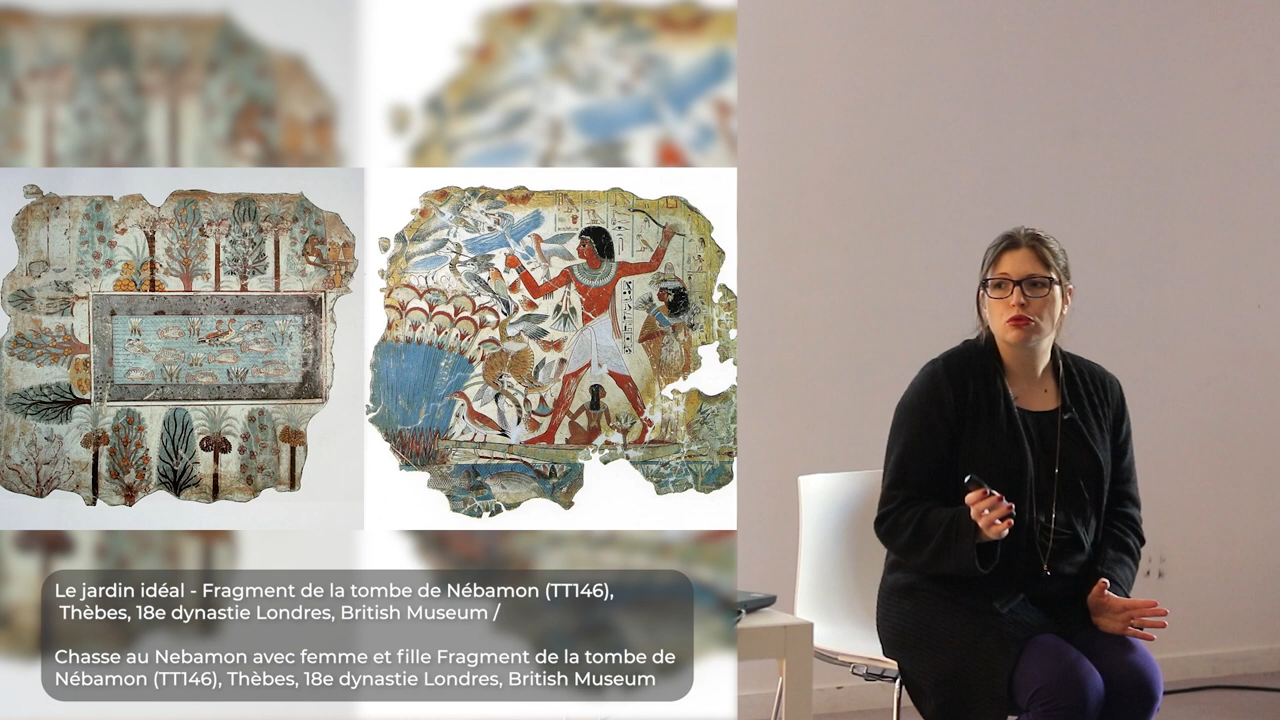 Le jardin idéal - Fragment de la tombe de Nébamon (TT146),
Thèbes, 18e dynastie Londres, British Museum /
Chasse au Nebamon avec femme et fille Fragment de la tombe de
Nébamon (TT146), Thèbes, 18e dynastie Londres, British Museum